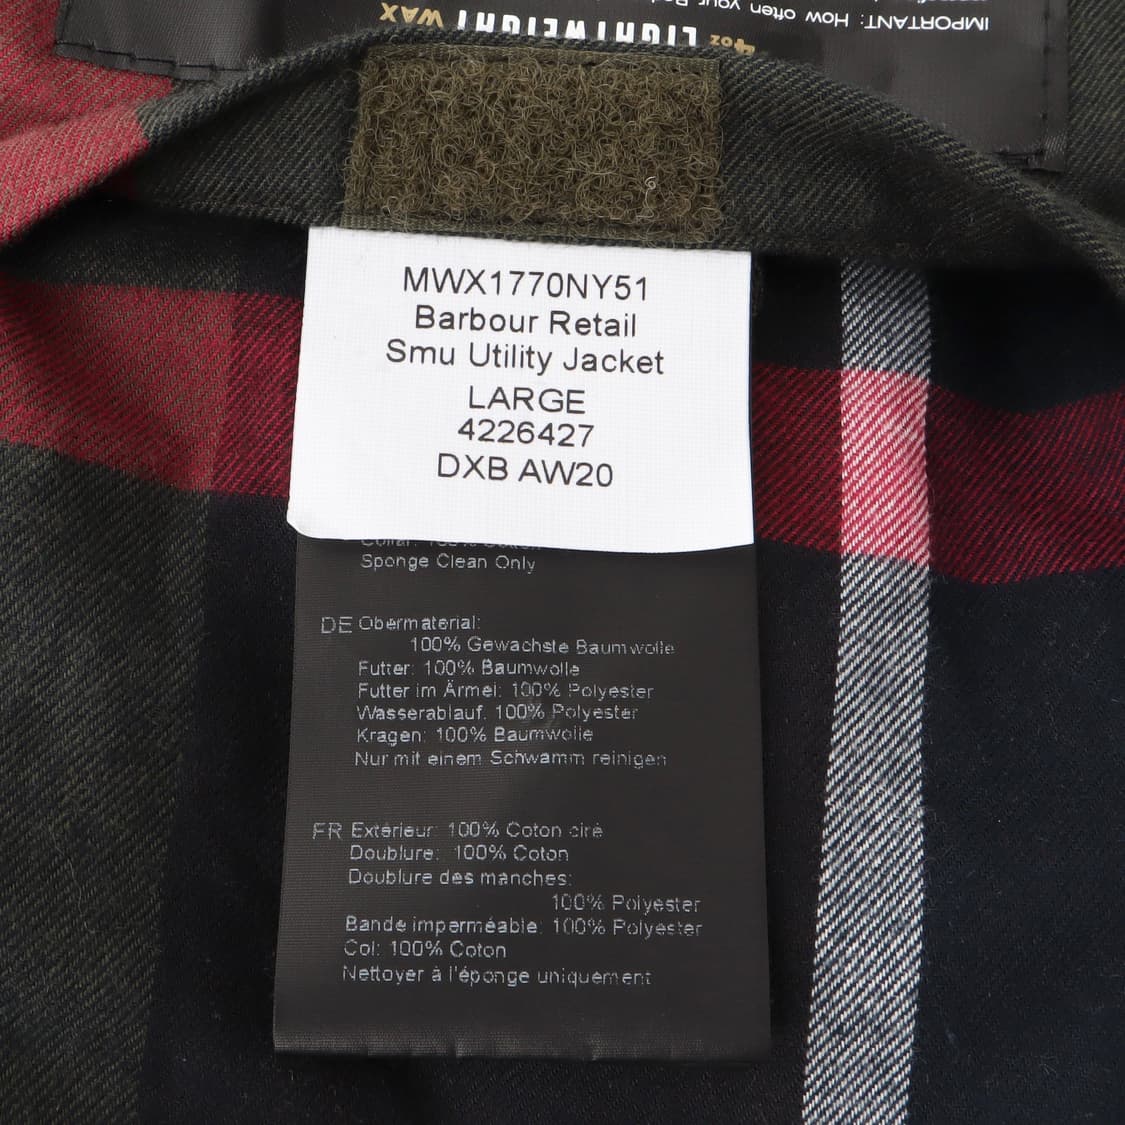 IMPORTANT: How often your
4oz LIGHTWEIGHT WAX
MWX1770NY51
Barbour Retail
Smu Utility Jacket
LARGE
4226427
DXB AW20
Sponge Clean Only
DE Obermaterial:
100% Gewachste Baumwolle
Futter: 100% Baumwolle
Futter im Ärmel: 100% Polyester
Wasserablauf: 100% Polyester
Kragen: 100% Baumwolle
Nur mit einem Schwamm reinigen
FR Extérieur: 100% Coton ciré
Doublure: 100% Coton
Doublure des manches:
100% Polyester
Bande imperméable: 100% Polyester
Col: 100% Coton
Nettoyer à l'éponge uniquement